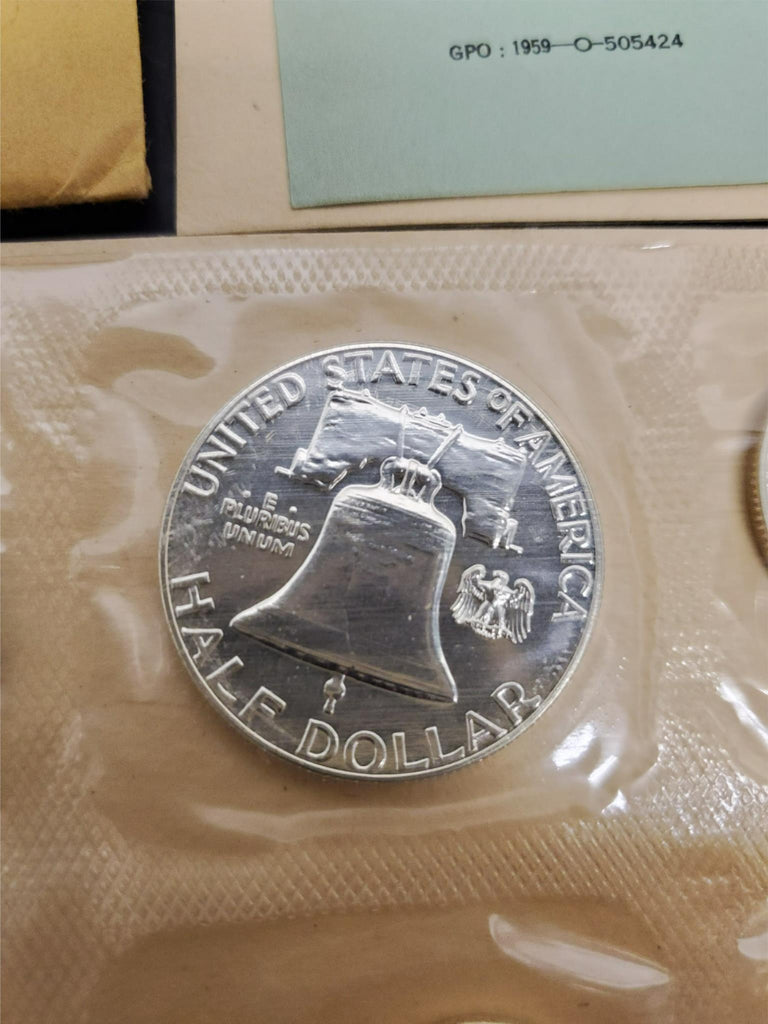 GPO : 1959—O-505424
UNITED STATES OF AMERICA
E
PLURIBUS
UNUM
HALF DOLLAR